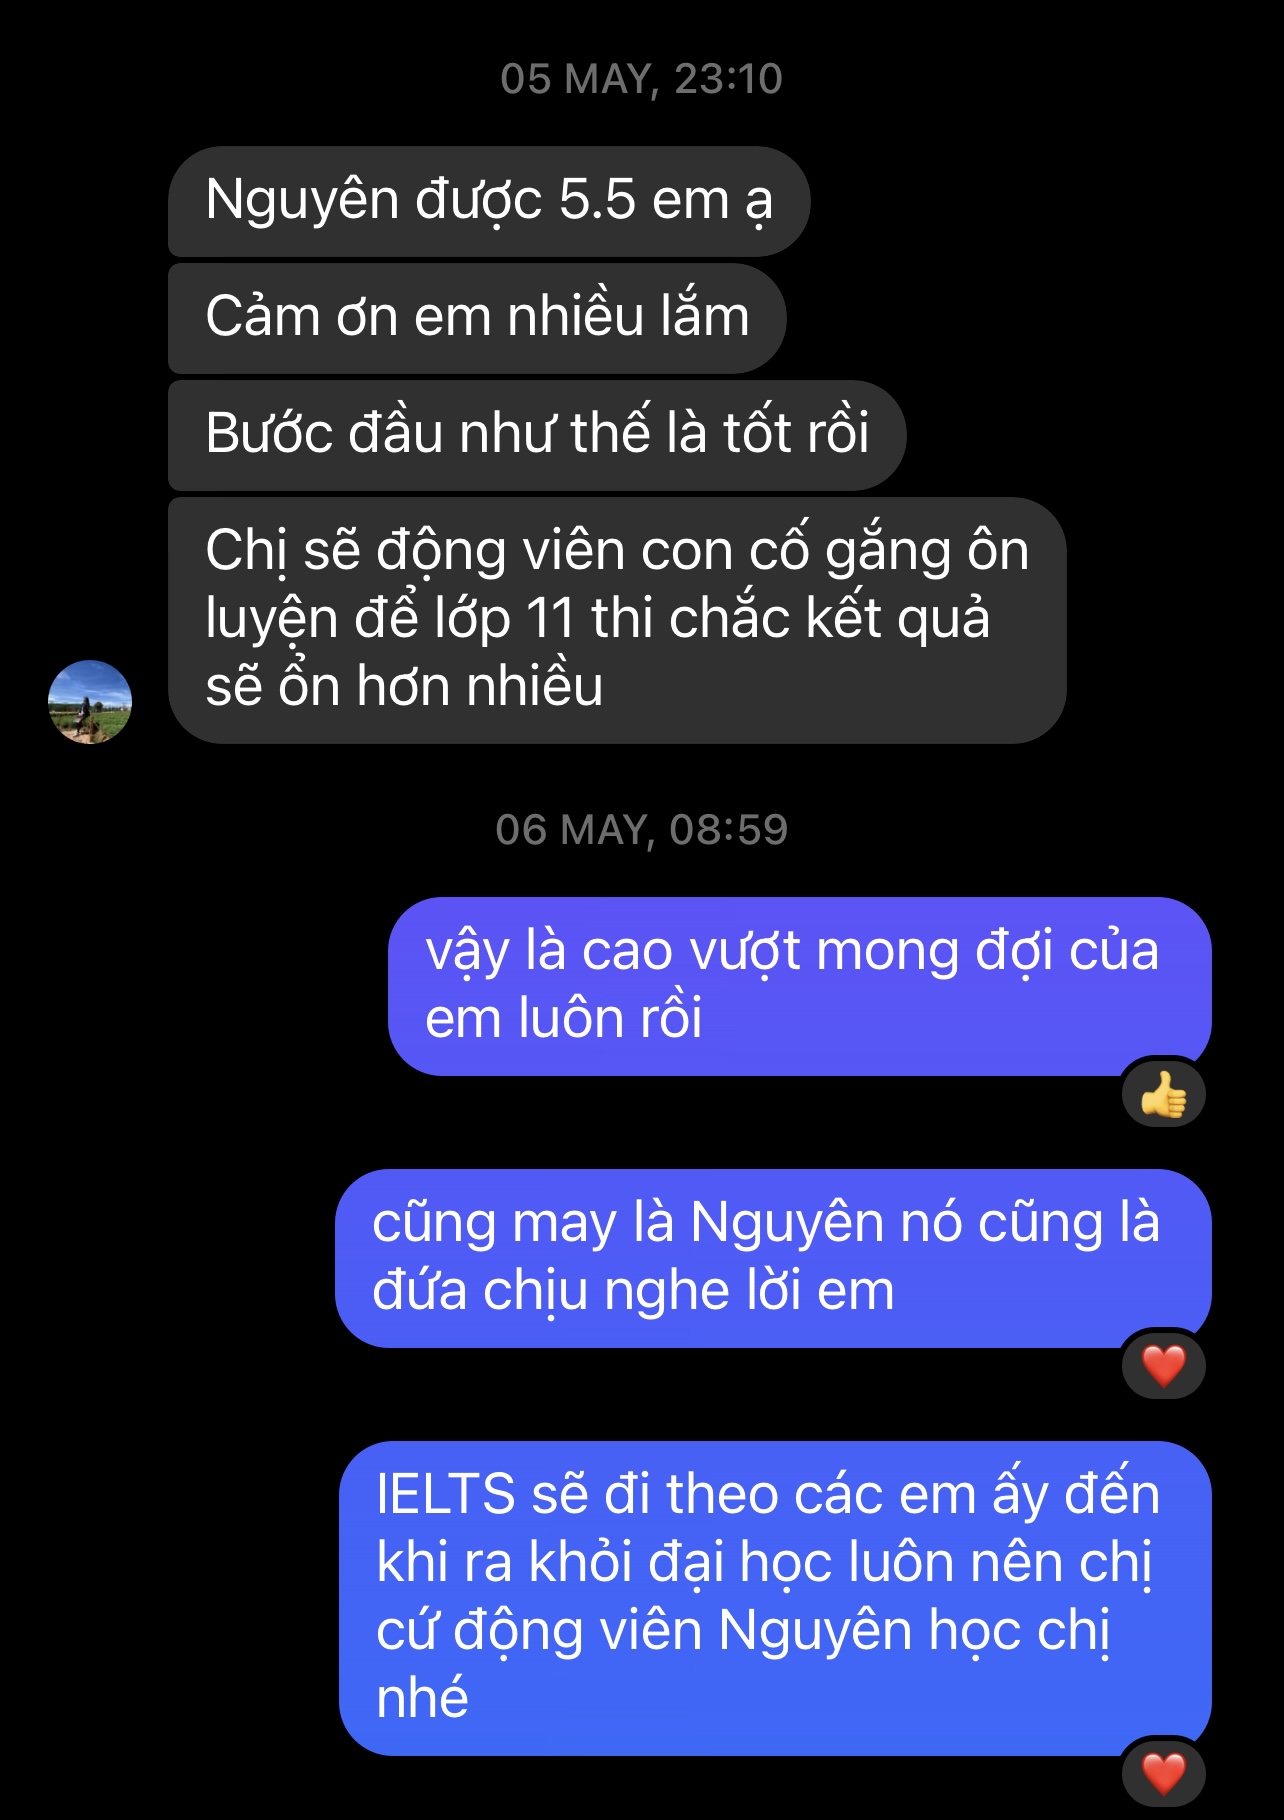 05 MAY, 23:10
Nguyên được 5.5 em ạ
Cảm ơn em nhiều lắm
Bước đầu như thế là tốt rồi
Chị sẽ động viên con cố gắng ôn
luyện để lớp 11 thi chắc kết quả
sẽ ổn hơn nhiều
06 MAY, 08:59
vậy là cao vượt mong đợi của
em luôn rồi
cũng may là Nguyên nó cũng là
đứa chịu nghe lời em
IELTS sẽ đi theo các em ấy đến
khi ra khỏi đại học luôn nên chị
cứ động viên Nguyên học chị
nhé